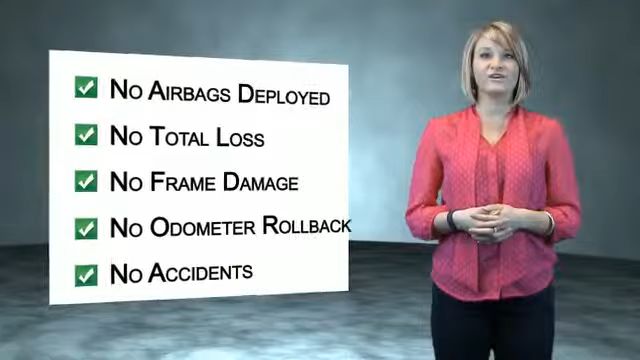 No Airbags Deployed
No Total Loss
No Frame Damage
No Odometer Rollback
No Accidents